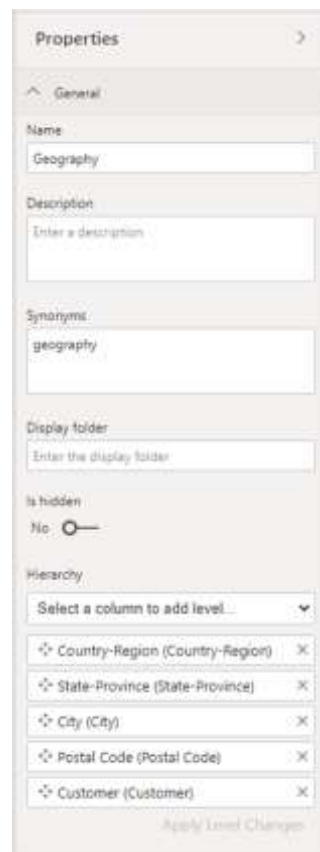 Properties
General
Name
Geography
Description
Enter a description
Synonyms
geography
Display folder
Enter the display folder
Is hidden
No
Hierarchy
Select a column to add level...
Country-Region (Country-Region)
State-Province (State-Province)
City (City)
Postal Code (Postal Code)
Customer (Customer)
Apply Level Changes